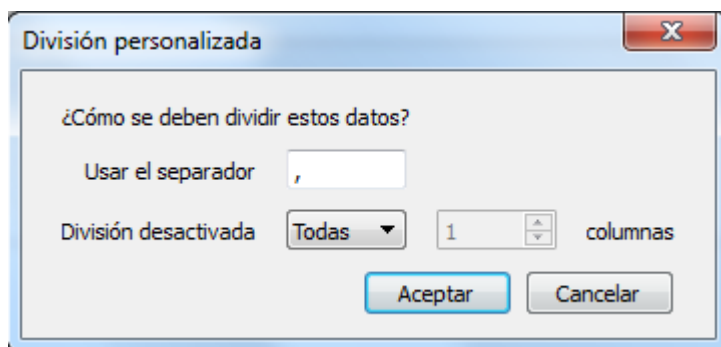 División personalizada
¿Cómo se deben dividir estos datos?
Usar el separador ,
División desactivada Todas 1 columnas
Aceptar Cancelar